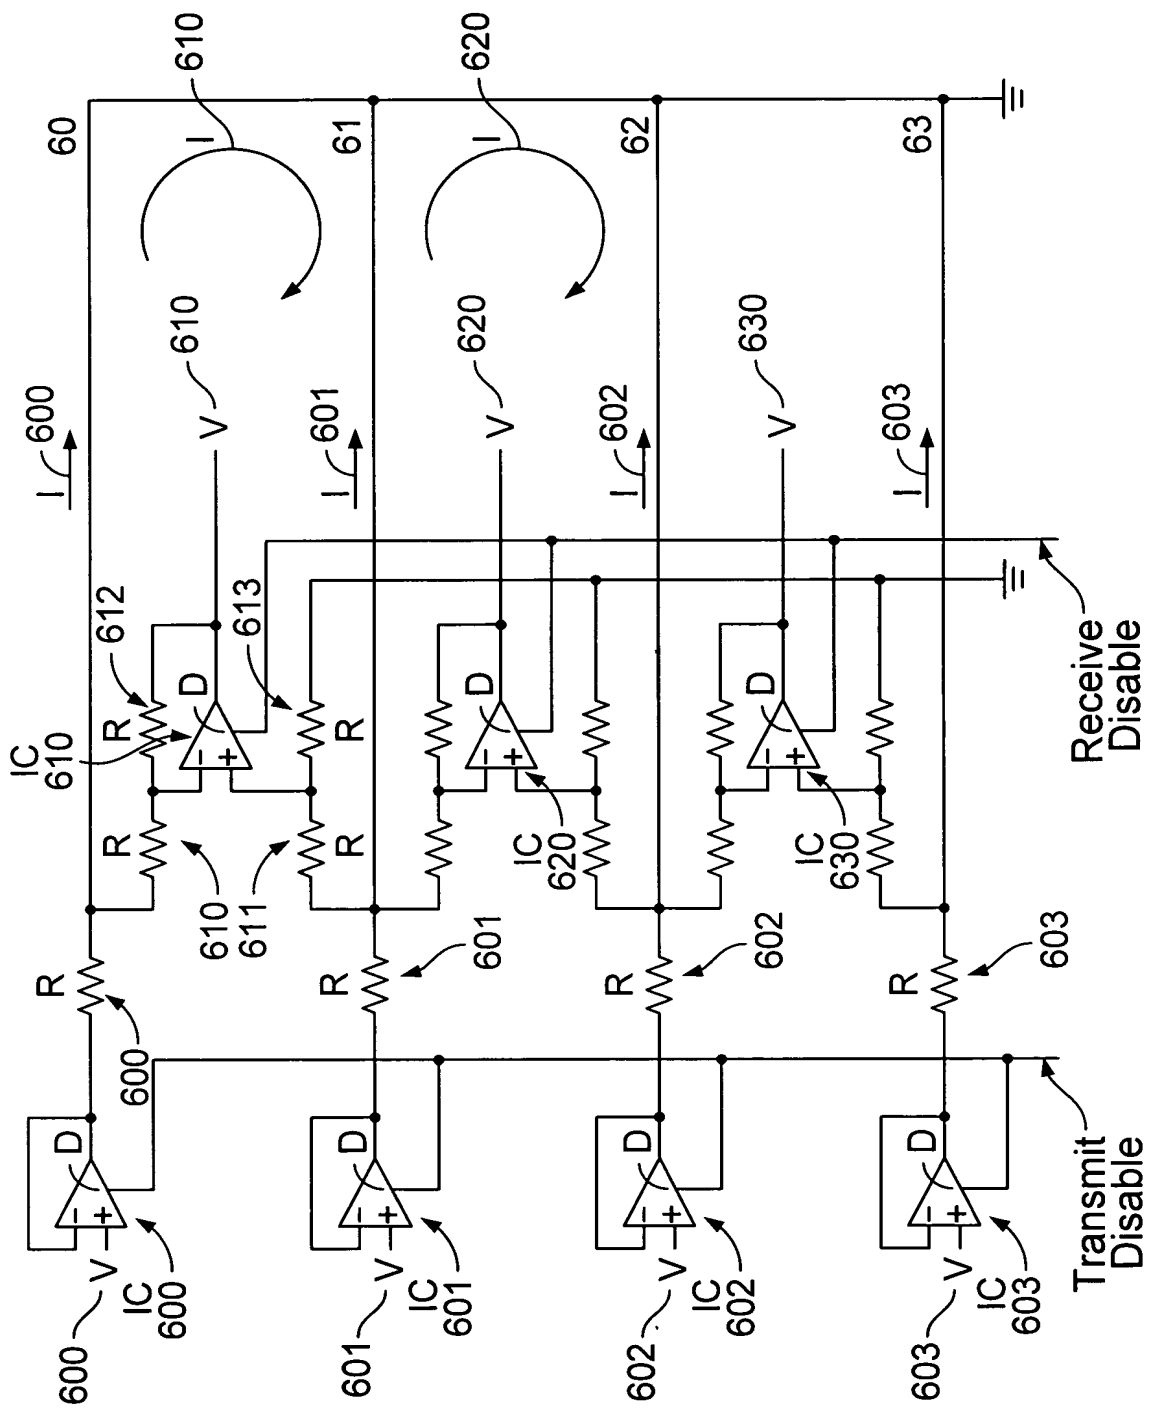 60
I
610
I 600
V 610
IC 610
612
R
D
-
+
R
610
611
R
613
R
R
600
D
-
+
V
600
IC 600
61
I 601
I
620
V 620
D
-
+
IC 620
R
601
D
-
+
V
601
IC 601
62
I 602
V 630
D
-
+
IC 630
R
602
D
-
+
V
602
IC 602
63
I 603
R
603
D
-
+
V
603
IC 603
Receive
Disable
Transmit
Disable